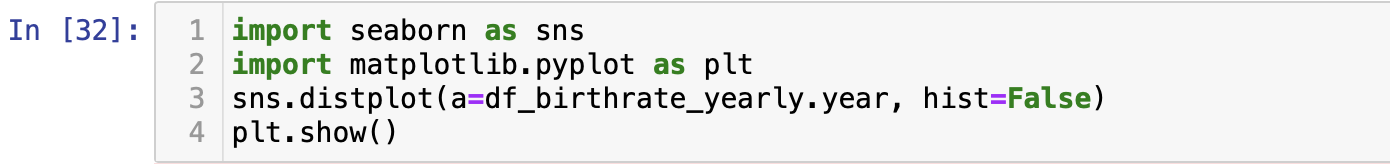 In [32]:
1 import seaborn as sns
2 import matplotlib.pyplot as plt
3 sns.distplot(a=df_birthrate_yearly.year, hist=False)
4 plt.show()